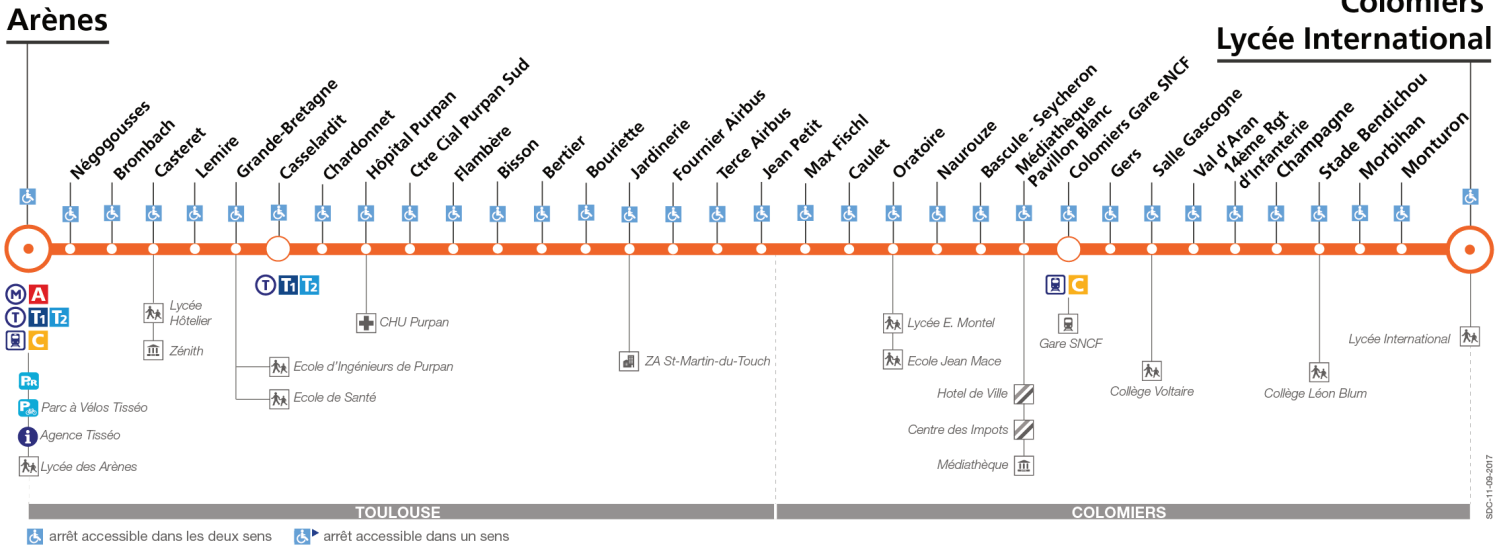 Arènes
Colomiers
Lycée International
Négogousses
Brombach
Casteret
Lemire
Grande-Bretagne
Casselardit
Chardonnet
Hôpital Purpan
Ctre Cial Purpan Sud
Flambère
Bisson
Bertier
Bouriette
Jardinerie
Fournier Airbus
Terce Airbus
Jean Petit
Max Fischl
Caulet
Oratoire
Naurouze
Bascule - Seycheron
Médiathèque
Pavillon Blanc
Colomiers Gare SNCF
Gers
Salle Gascogne
Val d'Aran
14ème Rgt
d'Infanterie
Champagne
Stade Bendichou
Morbihan
Monturon
M A
T T1 T2
C
P+R
Parc à Vélos Tisséo
i Agence Tisséo
Lycée des Arènes
Lycée
Hôtelier
Zénith
Ecole d'Ingénieurs de Purpan
Ecole de Santé
T T1 T2
CHU Purpan
ZA St-Martin-du-Touch
Lycée E. Montel
Ecole Jean Mace
Hotel de Ville
Centre des Impots
Médiathèque
C
Gare SNCF
Collège Voltaire
Collège Léon Blum
Lycée International
TOULOUSE
COLOMIERS
arrêt accessible dans les deux sens
arrêt accessible dans un sens
SDC-11-09-2017